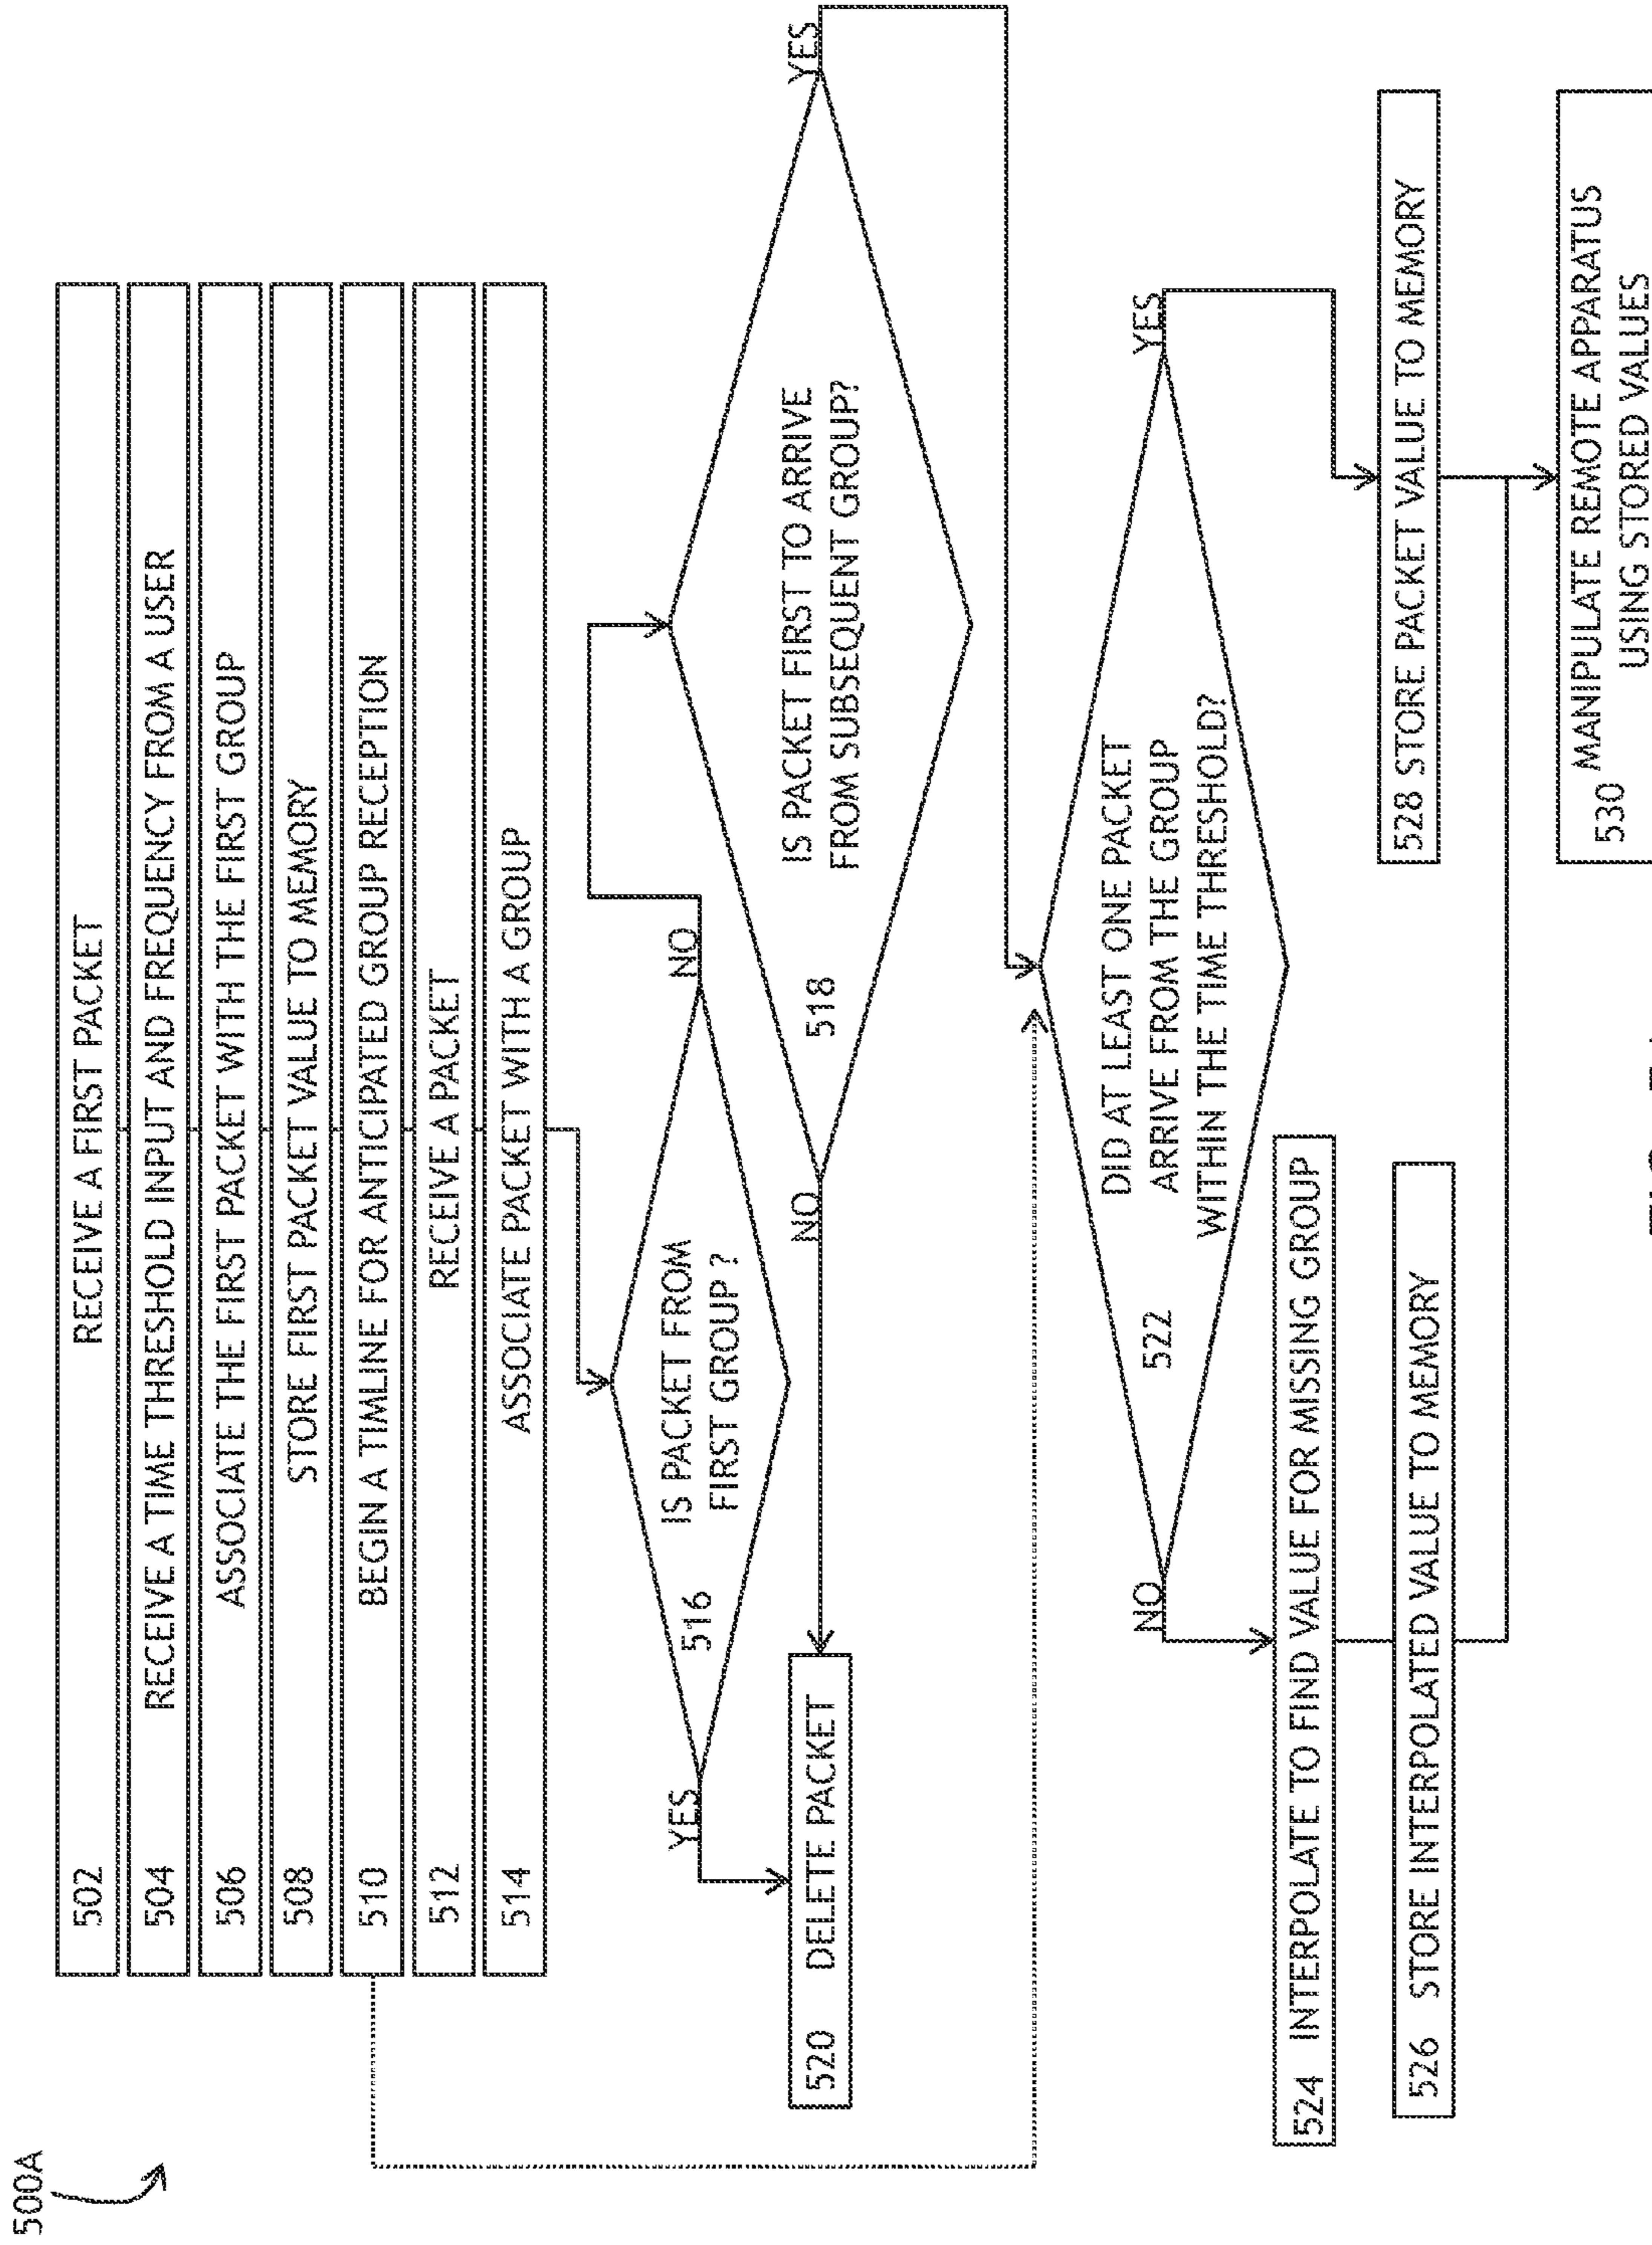 500A
502 RECEIVE A FIRST PACKET
504 RECEIVE A TIME THRESHOLD INPUT AND FREQUENCY FROM A USER
506 ASSOCIATE THE FIRST PACKET WITH THE FIRST GROUP
508 STORE FIRST PACKET VALUE TO MEMORY
510 BEGIN A TIMLINE FOR ANTICIPATED GROUP RECEPTION
512 RECEIVE A PACKET
514 ASSOCIATE PACKET WITH A GROUP
YES
516
IS PACKET FROM
FIRST GROUP ?
NO
520 DELETE PACKET
NO
518
IS PACKET FIRST TO ARRIVE
FROM SUBSEQUENT GROUP?
YES
NO
522
DID AT LEAST ONE PACKET
ARRIVE FROM THE GROUP
WITHIN THE TIME THRESHOLD?
YES
524 INTERPOLATE TO FIND VALUE FOR MISSING GROUP
526 STORE INTERPOLATED VALUE TO MEMORY
528 STORE PACKET VALUE TO MEMORY
530 MANIPULATE REMOTE APPARATUS
USING STORED VALUES